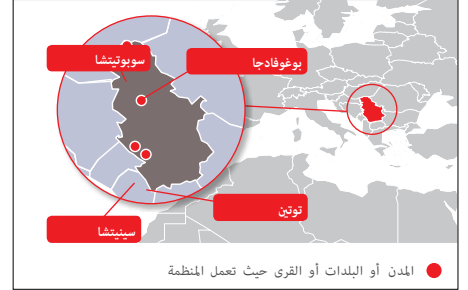 سوبوتيتشا
بوغوفادجا
توتين
سينيتشا
المدن أو البلدات أو القرى حيث تعمل المنظمة